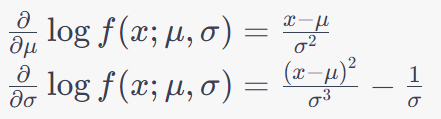 ∂/∂μ log f(x; μ, σ) = (x−μ)/σ²
∂/∂σ log f(x; μ, σ) = (x−μ)²/σ³ − 1/σ